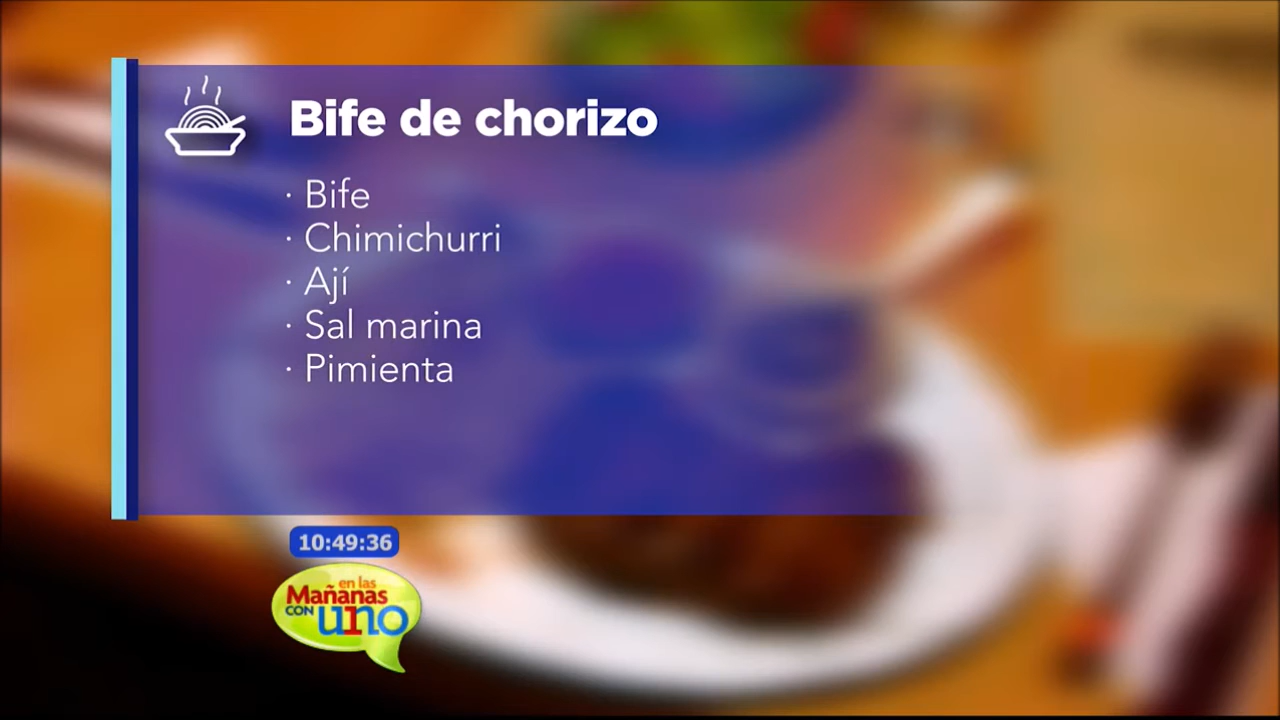 Bife de chorizo
· Bife
· Chimichurri
· Ají
· Sal marina
· Pimienta
10:49:36
en las
Mañanas
CON uno